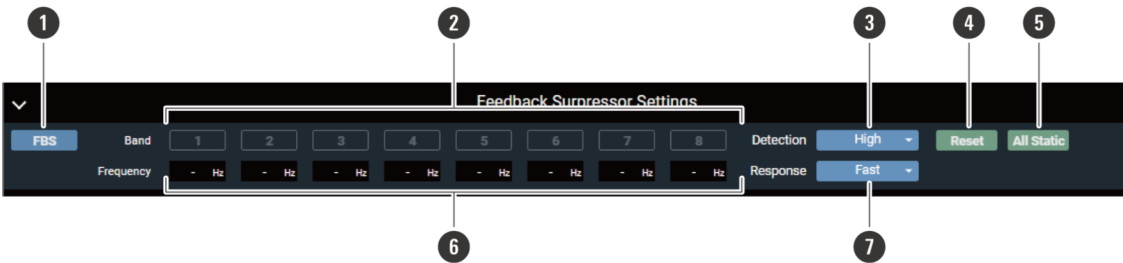 1 2 3 4 5
Feedback Surpressor Settings
FBS Band 1 2 3 4 5 6 7 8 Detection High Reset All Static
Frequency - Hz - Hz - Hz - Hz - Hz - Hz - Hz - Hz Response Fast
6 7